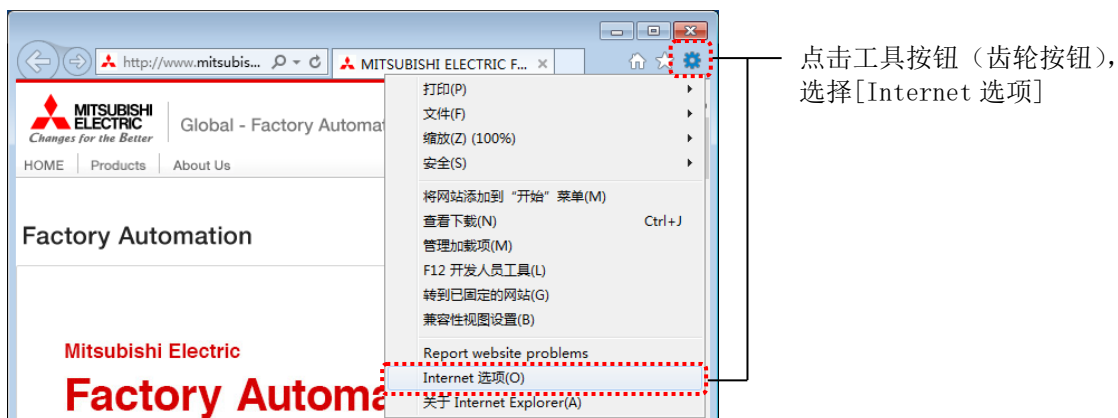 http://www.mitsubis...
MITSUBISHI ELECTRIC F...
点击工具按钮（齿轮按钮），
选择[Internet 选项]
MITSUBISHI
ELECTRIC
Changes for the Better
Global - Factory Automat
HOME
Products
About Us
打印(P)
文件(F)
缩放(Z) (100%)
安全(S)
将网站添加到“开始”菜单(M)
查看下载(N) Ctrl+J
管理加载项(M)
F12 开发人员工具(L)
转到已固定的网站(G)
兼容性视图设置(B)
Report website problems
Internet 选项(O)
关于 Internet Explorer(A)
Factory Automation
Mitsubishi Electric
Factory Automa